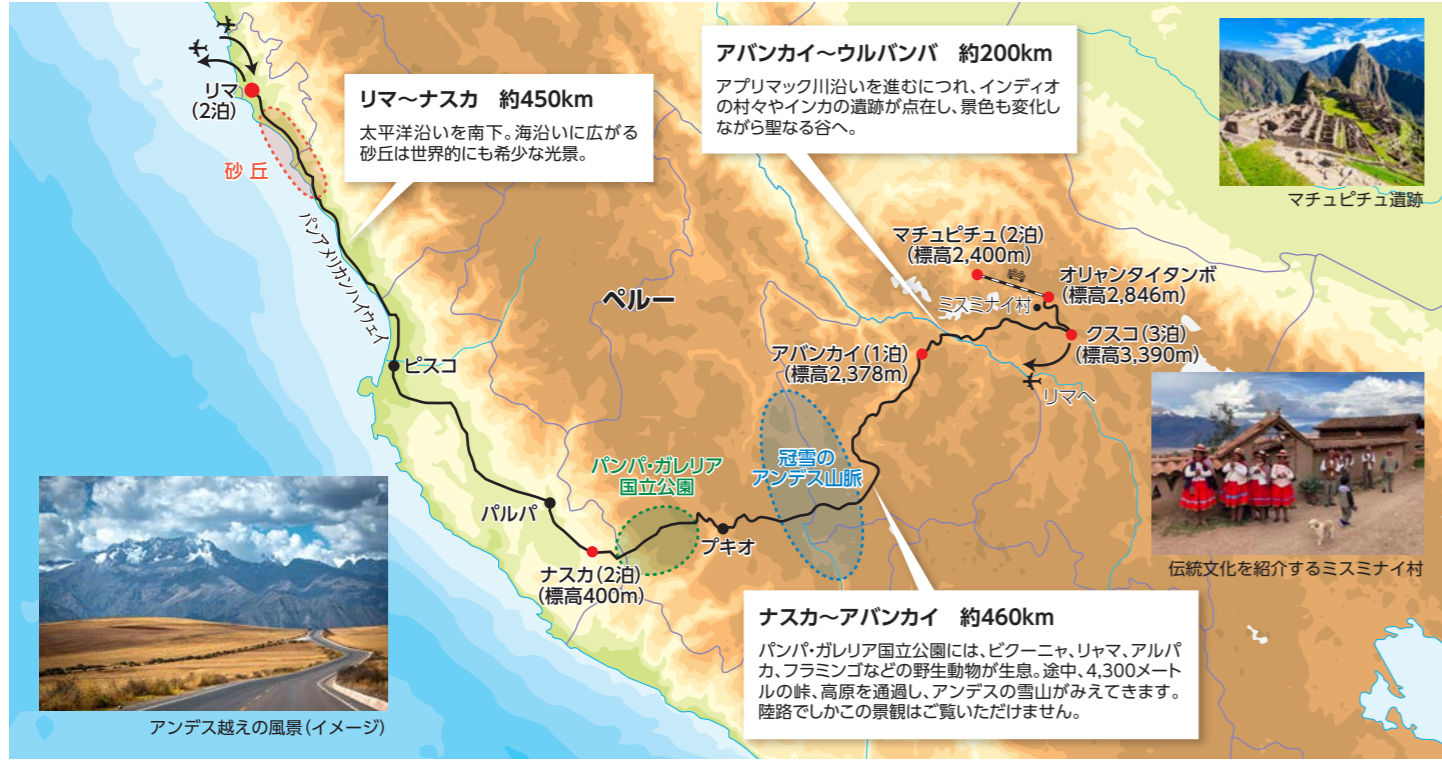 リマ
(2泊)
砂 丘
リマ~ナスカ 約450km
太平洋沿いを南下。海沿いに広がる
砂丘は世界的にも希少な光景。
パンアメリカンハイウェイ
アバンカイ~ウルバンバ 約200km
アプリマック川沿いを進むにつれ、インディオ
の村々やインカの遺跡が点在し、景色も変化し
ながら聖なる谷へ。
マチュピチュ遺跡
マチュピチュ(2泊)
(標高2,400m)
オリャンタイタンボ
(標高2,846m)
ミスミナイ村
ペルー
クスコ(3泊)
(標高3,390m)
アバンカイ(1泊)
(標高2,378m)
リマへ
ピスコ
冠雪の
アンデス山脈
パンパ・ガレリア
国立公園
パルパ
プキオ
ナスカ(2泊)
(標高400m)
伝統文化を紹介するミスミナイ村
ナスカ~アバンカイ 約460km
パンパ・ガレリア国立公園には、ビクーニャ、リャマ、アルパ
カ、フラミンゴなどの野生動物が生息。途中、4,300メート
ルの峠、高原を通過し、アンデスの雪山がみえてきます。
陸路でしかこの景観はご覧いただけません。
アンデス越えの風景(イメージ)